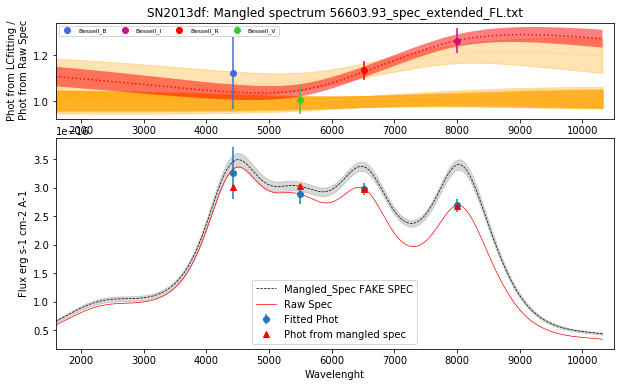 SN2013df: Mangled spectrum 56603.93_spec_extended_FL.txt
Phot from LCfitting /
Phot from Raw Spec
Bessell_B
Bessell_I
Bessell_R
Bessell_V
1.2
1.0
2000 3000 4000 5000 6000 7000 8000 9000 10000
Flux erg s-1 cm-2 A-1
3.5
3.0
2.5
2.0
1.5
1.0
0.5
Mangled_Spec FAKE SPEC
Raw Spec
Fitted Phot
Phot from mangled spec
2000 3000 4000 5000 6000 7000 8000 9000 10000
Wavelenght